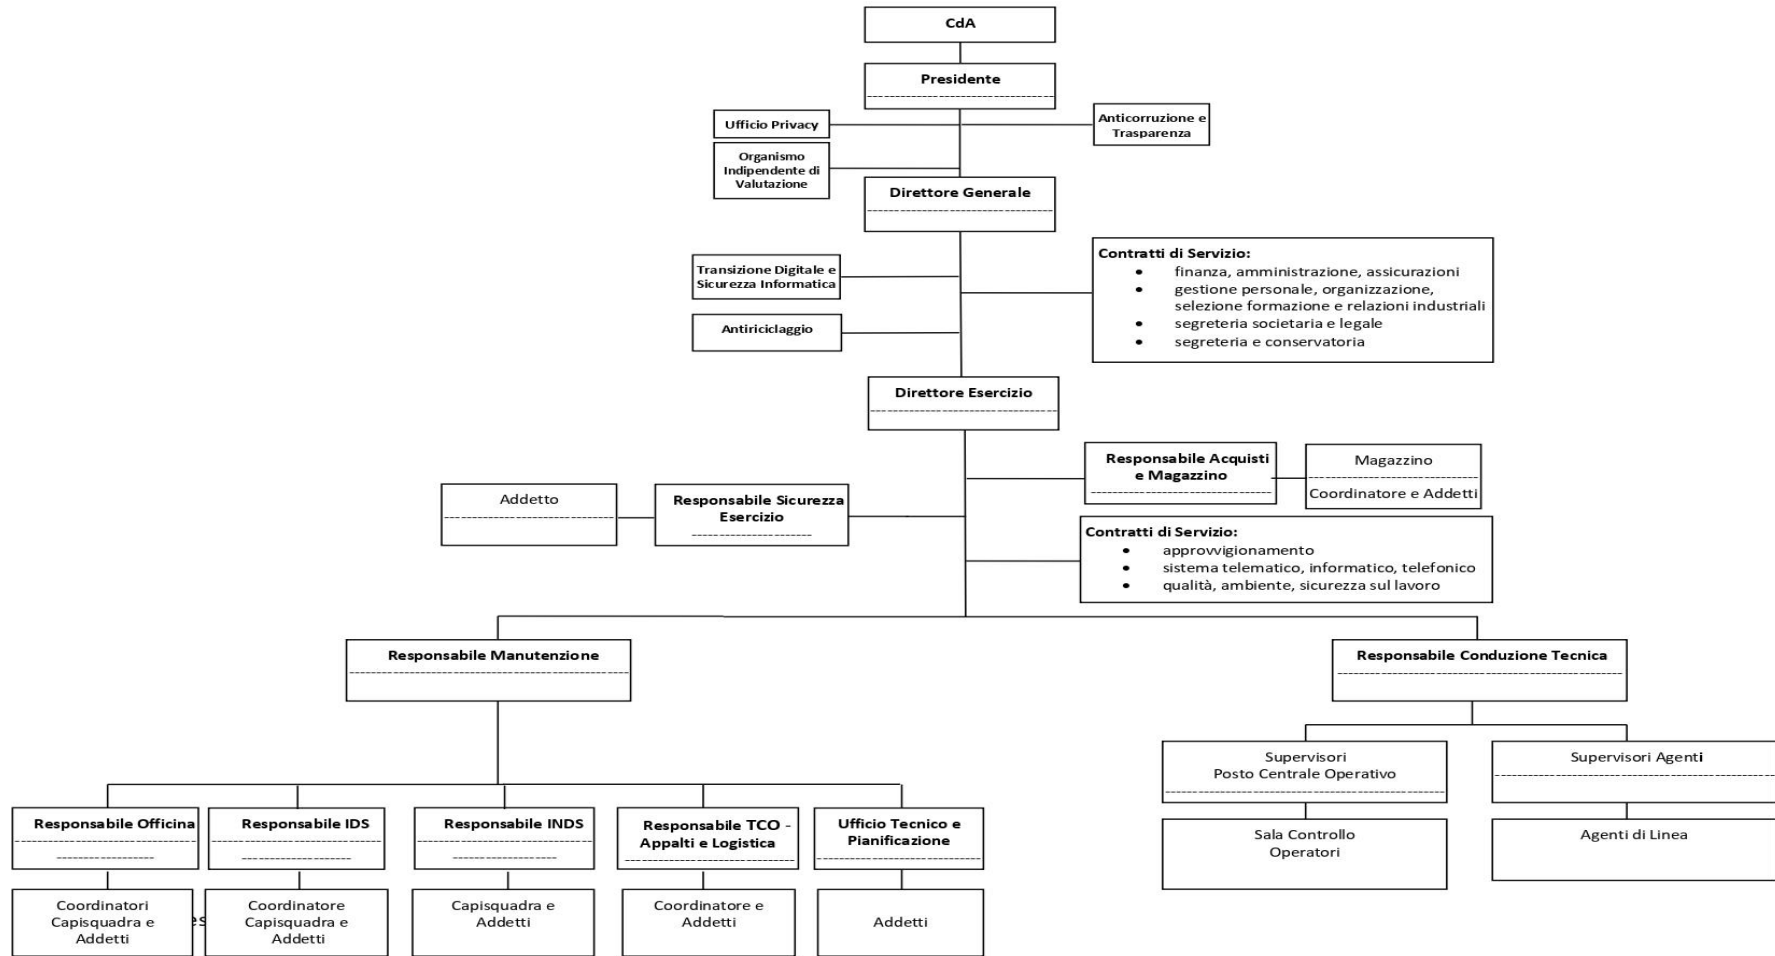 CdA
Presidente
Ufficio Privacy
Anticorruzione e
Trasparenza
Organismo
Indipendente di
Valutazione
Direttore Generale
Transizione Digitale e
Sicurezza Informatica
Antiriciclaggio
Contratti di Servizio:
• finanza, amministrazione, assicurazioni
• gestione personale, organizzazione,
selezione formazione e relazioni industriali
• segreteria societaria e legale
• segreteria e conservatoria
Direttore Esercizio
Responsabile Acquisti
e Magazzino
Magazzino
Coordinatore e Addetti
Addetto
Responsabile Sicurezza
Esercizio
Contratti di Servizio:
• approvvigionamento
• sistema telematico, informatico, telefonico
• qualità, ambiente, sicurezza sul lavoro
Responsabile Manutenzione
Responsabile Conduzione Tecnica
Supervisori
Posto Centrale Operativo
Supervisori Agenti
Responsabile Officina
Responsabile IDS
Responsabile INDS
Responsabile TCO -
Appalti e Logistica
Ufficio Tecnico e
Pianificazione
Sala Controllo
Operatori
Agenti di Linea
Coordinatori
Capisquadra e
Addetti
Coordinatore
Capisquadra e
Addetti
Capisquadra e
Addetti
Coordinatore e
Addetti
Addetti